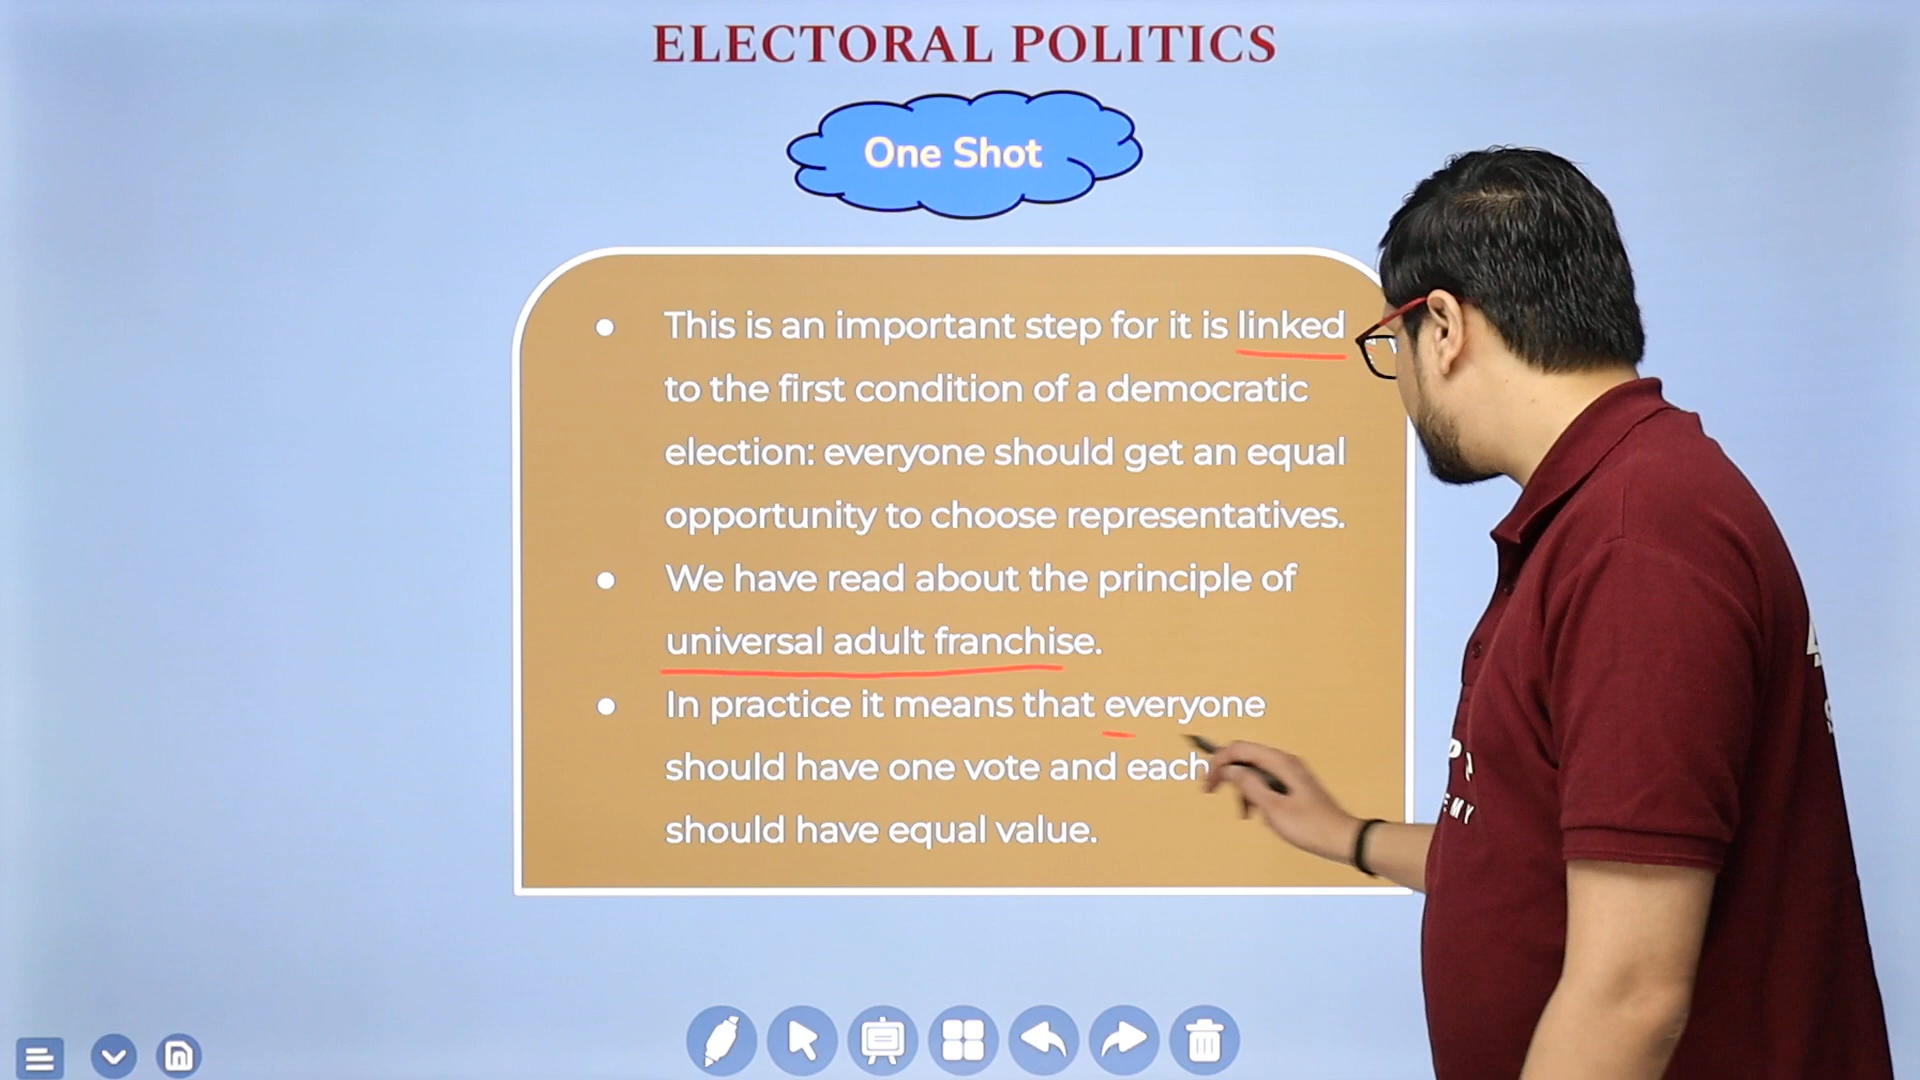 ELECTORAL POLITICS
One Shot
This is an important step for it is linked
to the first condition of a democratic
election: everyone should get an equal
opportunity to choose representatives.
We have read about the principle of
universal adult franchise.
In practice it means that everyone
should have one vote and each
should have equal value.